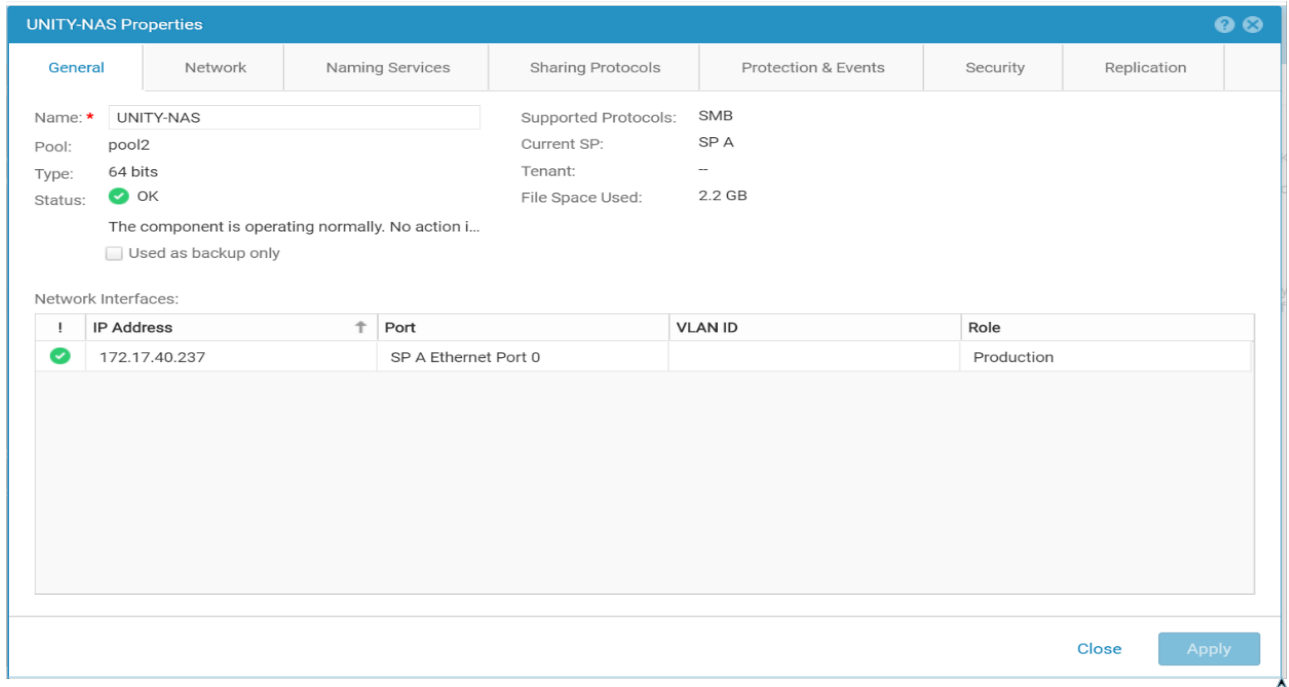 UNITY-NAS Properties
General Network Naming Services Sharing Protocols Protection & Events Security Replication
Name: * UNITY-NAS Supported Protocols: SMB
Pool: pool2 Current SP: SP A
Type: 64 bits Tenant: --
Status: OK File Space Used: 2.2 GB
The component is operating normally. No action i...
Used as backup only
Network Interfaces:
! IP Address Port VLAN ID Role
172.17.40.237 SP A Ethernet Port 0 Production
Close Apply